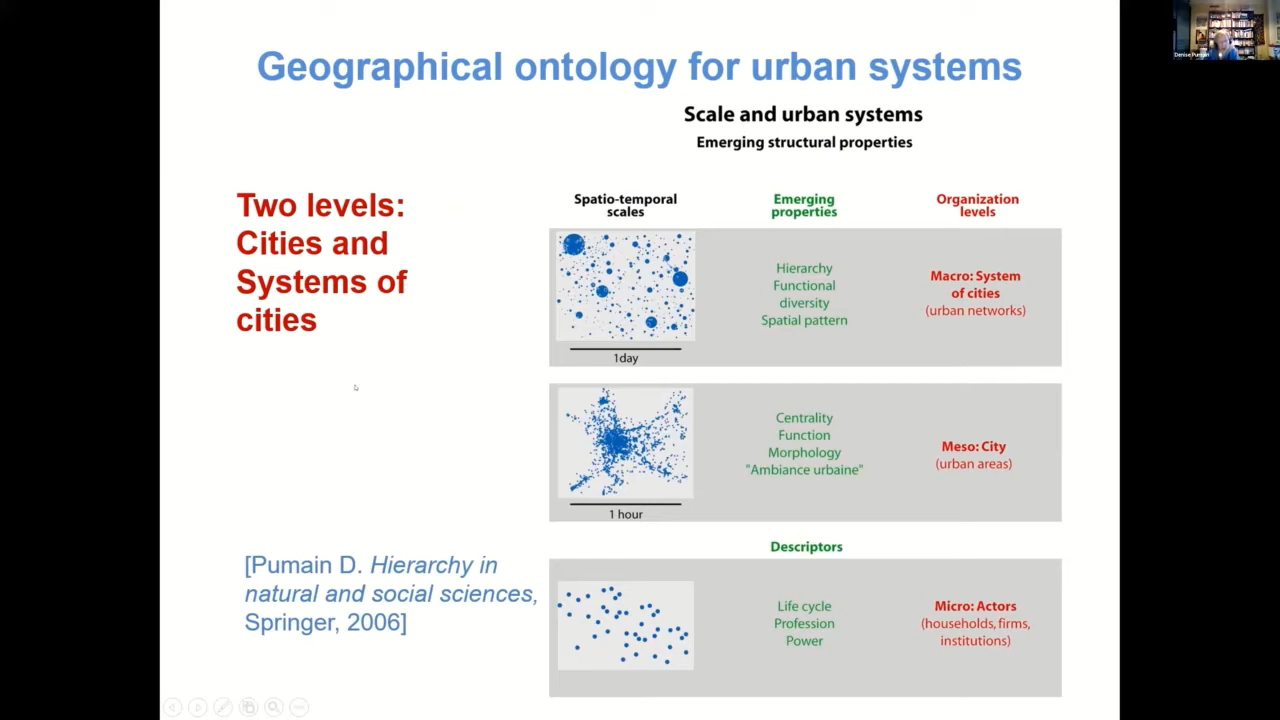 Geographical ontology for urban systems
Scale and urban systems
Emerging structural properties
Two levels:
Cities and
Systems of
cities
Spatio-temporal
scales
Emerging
properties
Organization
levels
Hierarchy
Functional
diversity
Spatial pattern
Macro: System
of cities
(urban networks)
1day
Centrality
Function
Morphology
"Ambiance urbaine"
Meso: City
(urban areas)
1 hour
Descriptors
Life cycle
Profession
Power
Micro: Actors
(households, firms,
institutions)
[Pumain D. Hierarchy in
natural and social sciences,
Springer, 2006]
Denise Pumain